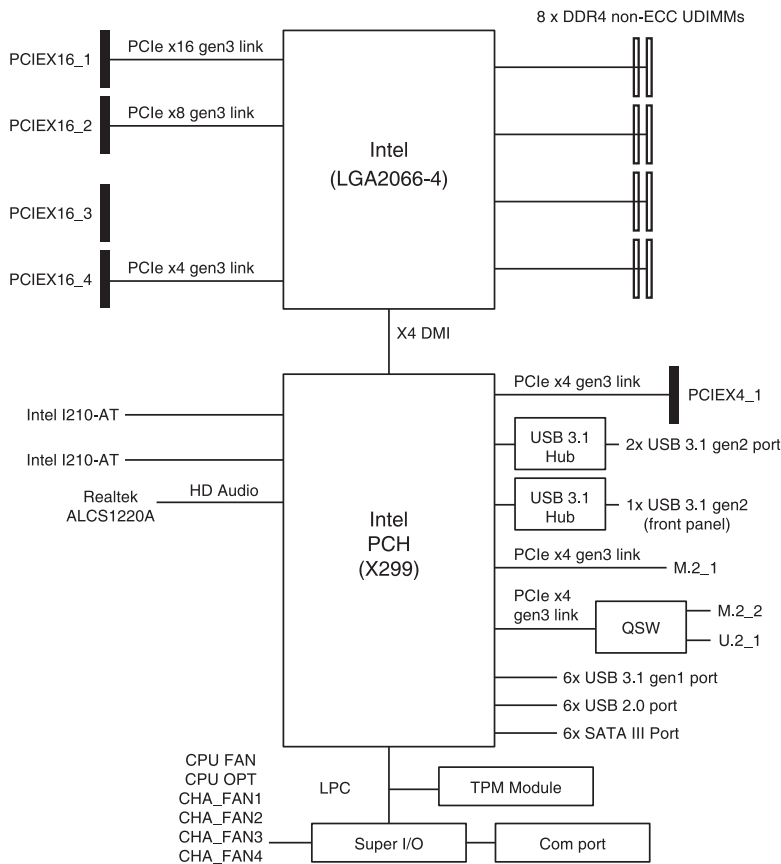 8 x DDR4 non-ECC UDIMMs
PCIEX16_1
PCIe x16 gen3 link
PCIEX16_2
PCIe x8 gen3 link
Intel
(LGA2066-4)
PCIEX16_3
PCIEX16_4
PCIe x4 gen3 link
X4 DMI
PCIe x4 gen3 link
PCIEX4_1
Intel I210-AT
USB 3.1
Hub
2x USB 3.1 gen2 port
Intel I210-AT
Realtek
ALCS1220A
HD Audio
USB 3.1
Hub
1x USB 3.1 gen2
(front panel)
Intel
PCH
(X299)
PCIe x4 gen3 link
M.2_1
PCIe x4
gen3 link
QSW
M.2_2
U.2_1
6x USB 3.1 gen1 port
6x USB 2.0 port
6x SATA III Port
CPU FAN
CPU OPT
CHA_FAN1
CHA_FAN2
CHA_FAN3
CHA_FAN4
LPC
TPM Module
Super I/O
Com port